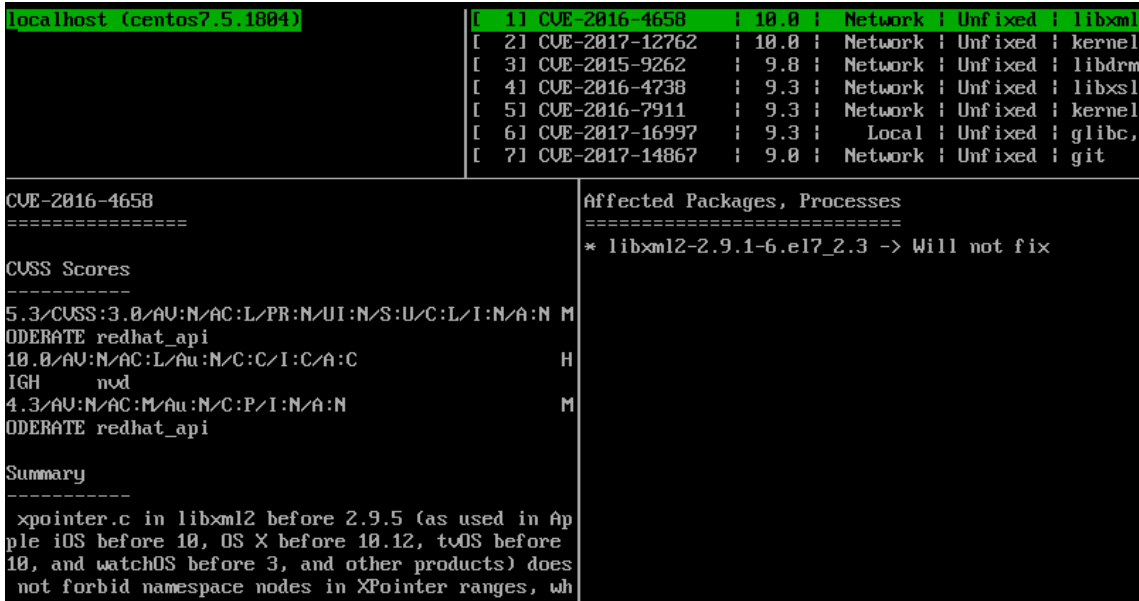 localhost (centos7.5.1804)
[ 1] CVE-2016-4658 ¦ 10.0 ¦ Network ¦ Unfixed ¦ libxml
[ 2] CVE-2017-12762 ¦ 10.0 ¦ Network ¦ Unfixed ¦ kernel
[ 3] CVE-2015-9262 ¦ 9.8 ¦ Network ¦ Unfixed ¦ libdrm
[ 4] CVE-2016-4738 ¦ 9.3 ¦ Network ¦ Unfixed ¦ libxsl
[ 5] CVE-2016-7911 ¦ 9.3 ¦ Network ¦ Unfixed ¦ kernel
[ 6] CVE-2017-16997 ¦ 9.3 ¦ Local ¦ Unfixed ¦ glibc,
[ 7] CVE-2017-14867 ¦ 9.0 ¦ Network ¦ Unfixed ¦ git
CVE-2016-4658
================
CVSS Scores
-----------
5.3/CVSS:3.0/AV:N/AC:L/PR:N/UI:N/S:U/C:L/I:N/A:N M
ODERATE redhat_api
10.0/AV:N/AC:L/Au:N/C:C/I:C/A:C H
IGH nvd
4.3/AV:N/AC:M/Au:N/C:P/I:N/A:N M
ODERATE redhat_api
Summary
-----------
xpointer.c in libxml2 before 2.9.5 (as used in Ap
ple iOS before 10, OS X before 10.12, tvOS before
10, and watchOS before 3, and other products) does
not forbid namespace nodes in XPointer ranges, wh
Affected Packages, Processes
============================
* libxml2-2.9.1-6.el7_2.3 -> Will not fix